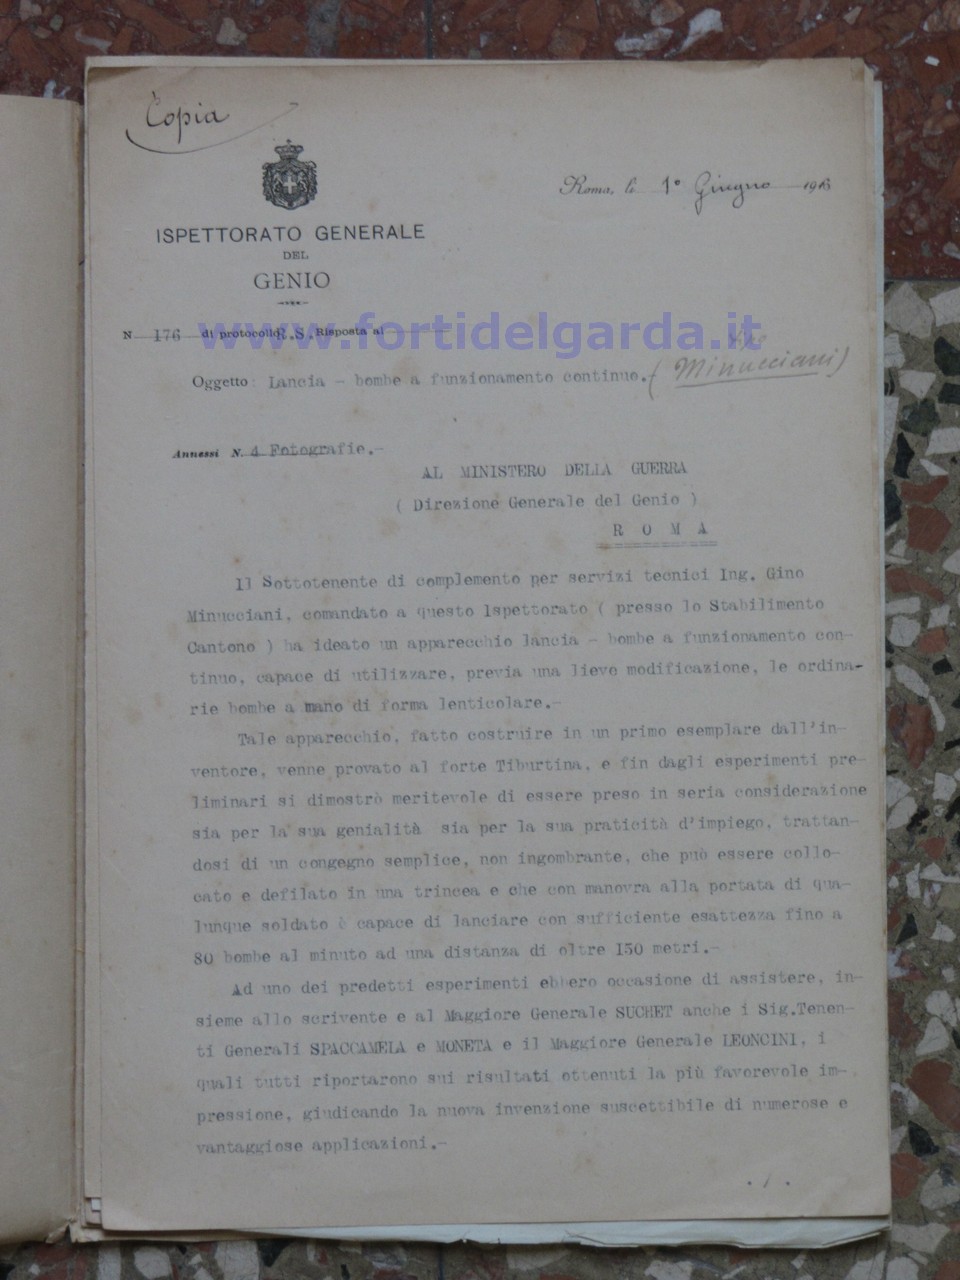 Copia
Roma, li 1° Giugno 1916
ISPETTORATO GENERALE
DEL
GENIO
www.fortidelgarda.it
N. 176 di protocollo R.S. Risposta al
Oggetto: Lancia - bombe a funzionamento continuo. (Minucciani)
Annessi N. 4 Fotografie.-
AL MINISTERO DELLA GUERRA
( Direzione Generale del Genio )
R O M A
Il Sottotenente di complemento per servizi tecnici Ing. Gino
Minucciani, comandato a questo Ispettorato ( presso lo Stabilimento
Cantono ) ha ideato un apparecchio lancia - bombe a funzionamento con-
tinuo, capace di utilizzare, previa una lieve modificazione, le ordina-
rie bombe a mano di forma lenticolare.-
Tale apparecchio, fatto costruire in un primo esemplare dall'in-
ventore, venne provato al forte Tiburtina, e fin dagli esperimenti pre-
liminari si dimostrò meritevole di essere preso in seria considerazione
sia per la sua genialità sia per la sua praticità d'impiego, trattan-
dosi di un congegno semplice, non ingombrante, che può essere collo-
cato e defilato in una trincea e che con manovra alla portata di qua-
lunque soldato è capace di lanciare con sufficiente esattezza fino a
80 bombe al minuto ad una distanza di oltre 150 metri.-
Ad uno dei predetti esperimenti ebbero occasione di assistere, in-
sieme allo scrivente e al Maggiore Generale SUCHET anche i Sig.Tenen-
ti Generali SPACCAMELA e MONETA e il Maggiore Generale LEONCINI, i
quali tutti riportarono sui risultati ottenuti la più favorevole im-
pressione, giudicando la nuova invenzione suscettibile di numerose e
vantaggiose applicazioni.-
. / .